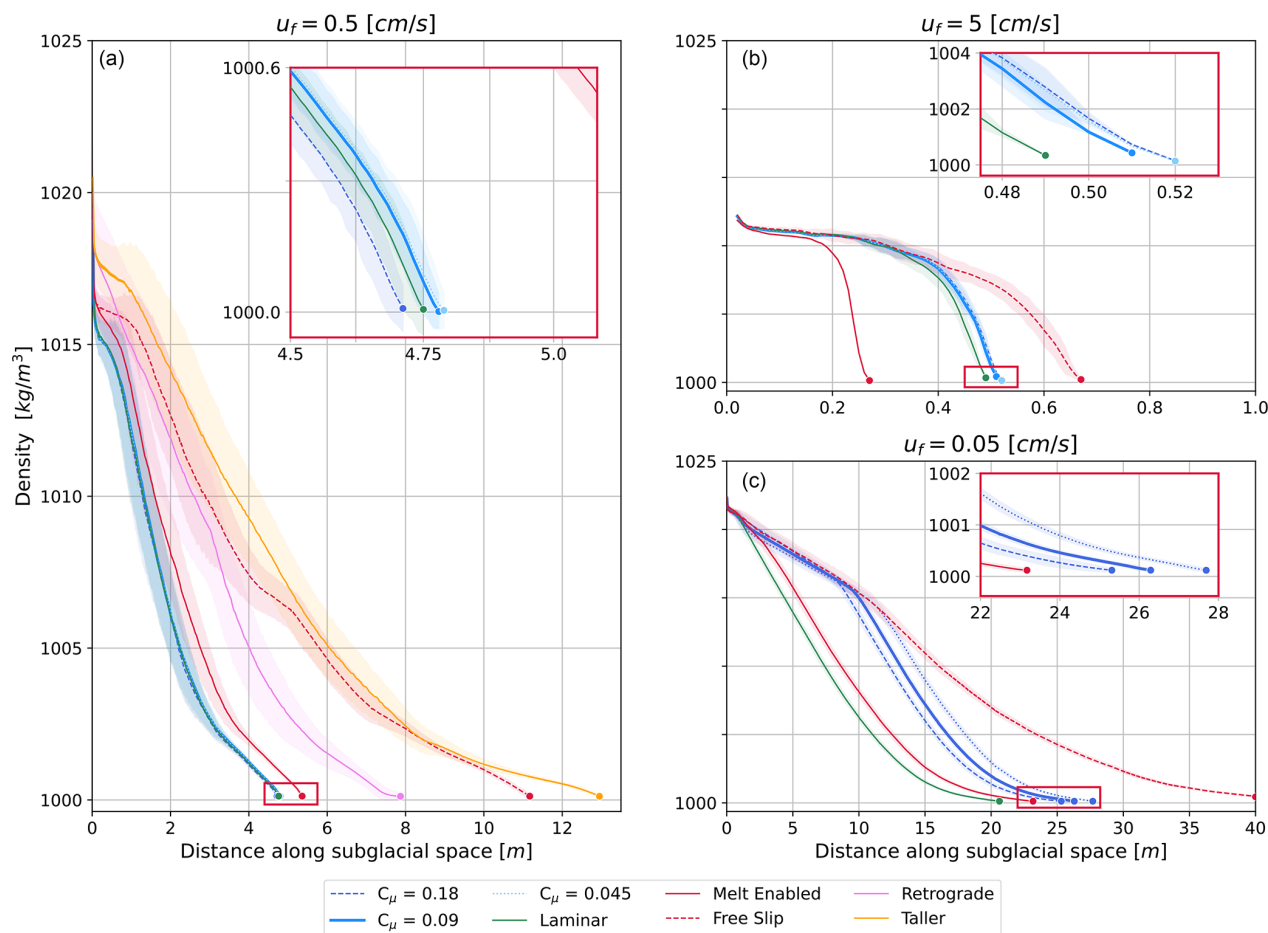 u_f = 0.5 [cm/s]
(a)
1025
1020
1015
1010
1005
1000
Density [kg/m³]
1000.6
1000.0
4.5 4.75 5.0
0 2 4 6 8 10 12
Distance along subglacial space [m]
u_f = 5 [cm/s]
(b)
1025
1000
1004
1002
1000
0.48 0.50 0.52
0.0 0.2 0.4 0.6 0.8 1.0
u_f = 0.05 [cm/s]
(c)
1025
1000
1002
1001
1000
22 24 26 28
0 5 10 15 20 25 30 35 40
Distance along subglacial space [m]
C_μ = 0.18 C_μ = 0.045 Melt Enabled Retrograde
C_μ = 0.09 Laminar Free Slip Taller